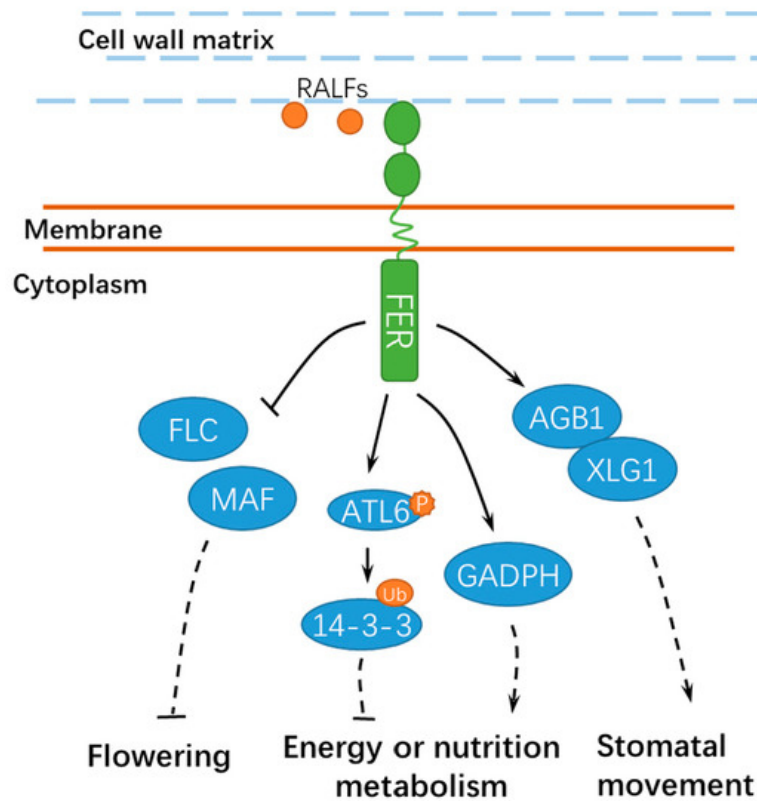 Cell wall matrix
RALFs
Membrane
Cytoplasm
FER
FLC
MAF
ATL6
P
Ub
14-3-3
GADPH
AGB1
XLG1
Flowering
Energy or nutrition
metabolism
Stomatal
movement